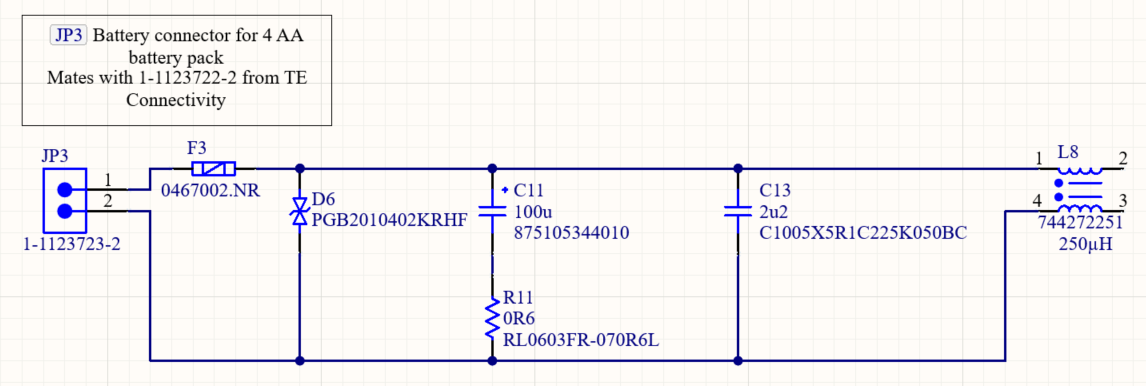 JP3 Battery connector for 4 AA
battery pack
Mates with 1-1123722-2 from TE
Connectivity
JP3
1
2
1-1123723-2
F3
0467002.NR
D6
PGB2010402KRHF
+
C11
100u
875105344010
R11
0R6
RL0603FR-070R6L
C13
2u2
C1005X5R1C225K050BC
L8
1
2
4
3
744272251
250µH